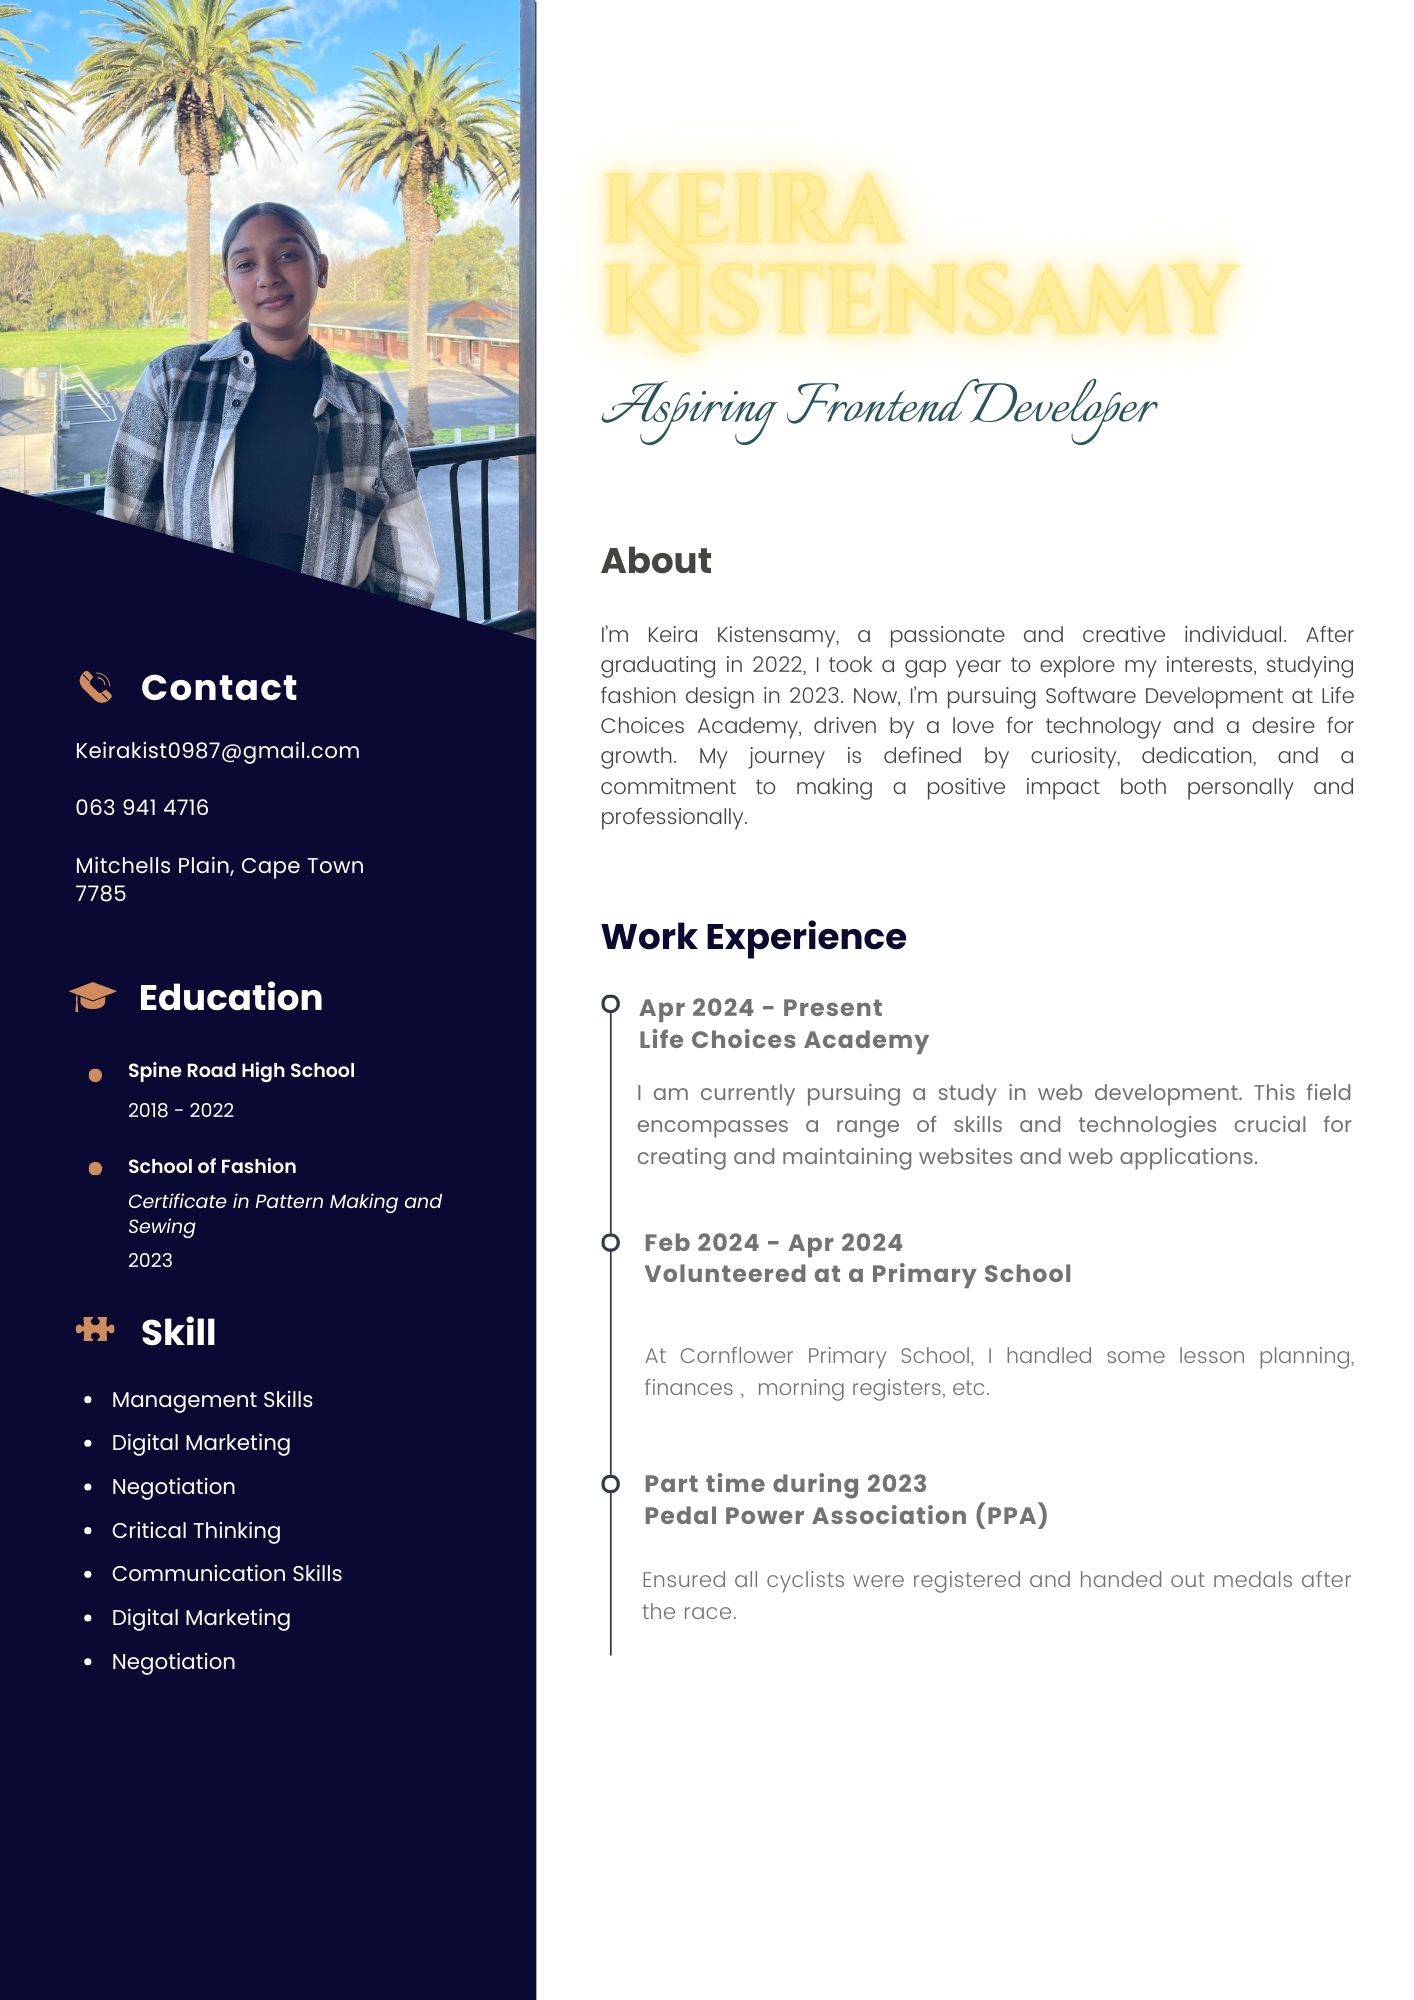 KEIRA
KISTENSAMY
Aspiring Frontend Developer
Contact
Keirakist0987@gmail.com
063 941 4716
Mitchells Plain, Cape Town
7785
Education
Spine Road High School
2018 - 2022
School of Fashion
Certificate in Pattern Making and
Sewing
2023
Skill
• Management Skills
• Digital Marketing
• Negotiation
• Critical Thinking
• Communication Skills
• Digital Marketing
• Negotiation
About
I'm Keira Kistensamy, a passionate and creative individual. After
graduating in 2022, I took a gap year to explore my interests, studying
fashion design in 2023. Now, I'm pursuing Software Development at Life
Choices Academy, driven by a love for technology and a desire for
growth. My journey is defined by curiosity, dedication, and a
commitment to making a positive impact both personally and
professionally.
Work Experience
Apr 2024 - Present
Life Choices Academy
I am currently pursuing a study in web development. This field
encompasses a range of skills and technologies crucial for
creating and maintaining websites and web applications.
Feb 2024 - Apr 2024
Volunteered at a Primary School
At Cornflower Primary School, I handled some lesson planning,
finances , morning registers, etc.
Part time during 2023
Pedal Power Association (PPA)
Ensured all cyclists were registered and handed out medals after
the race.